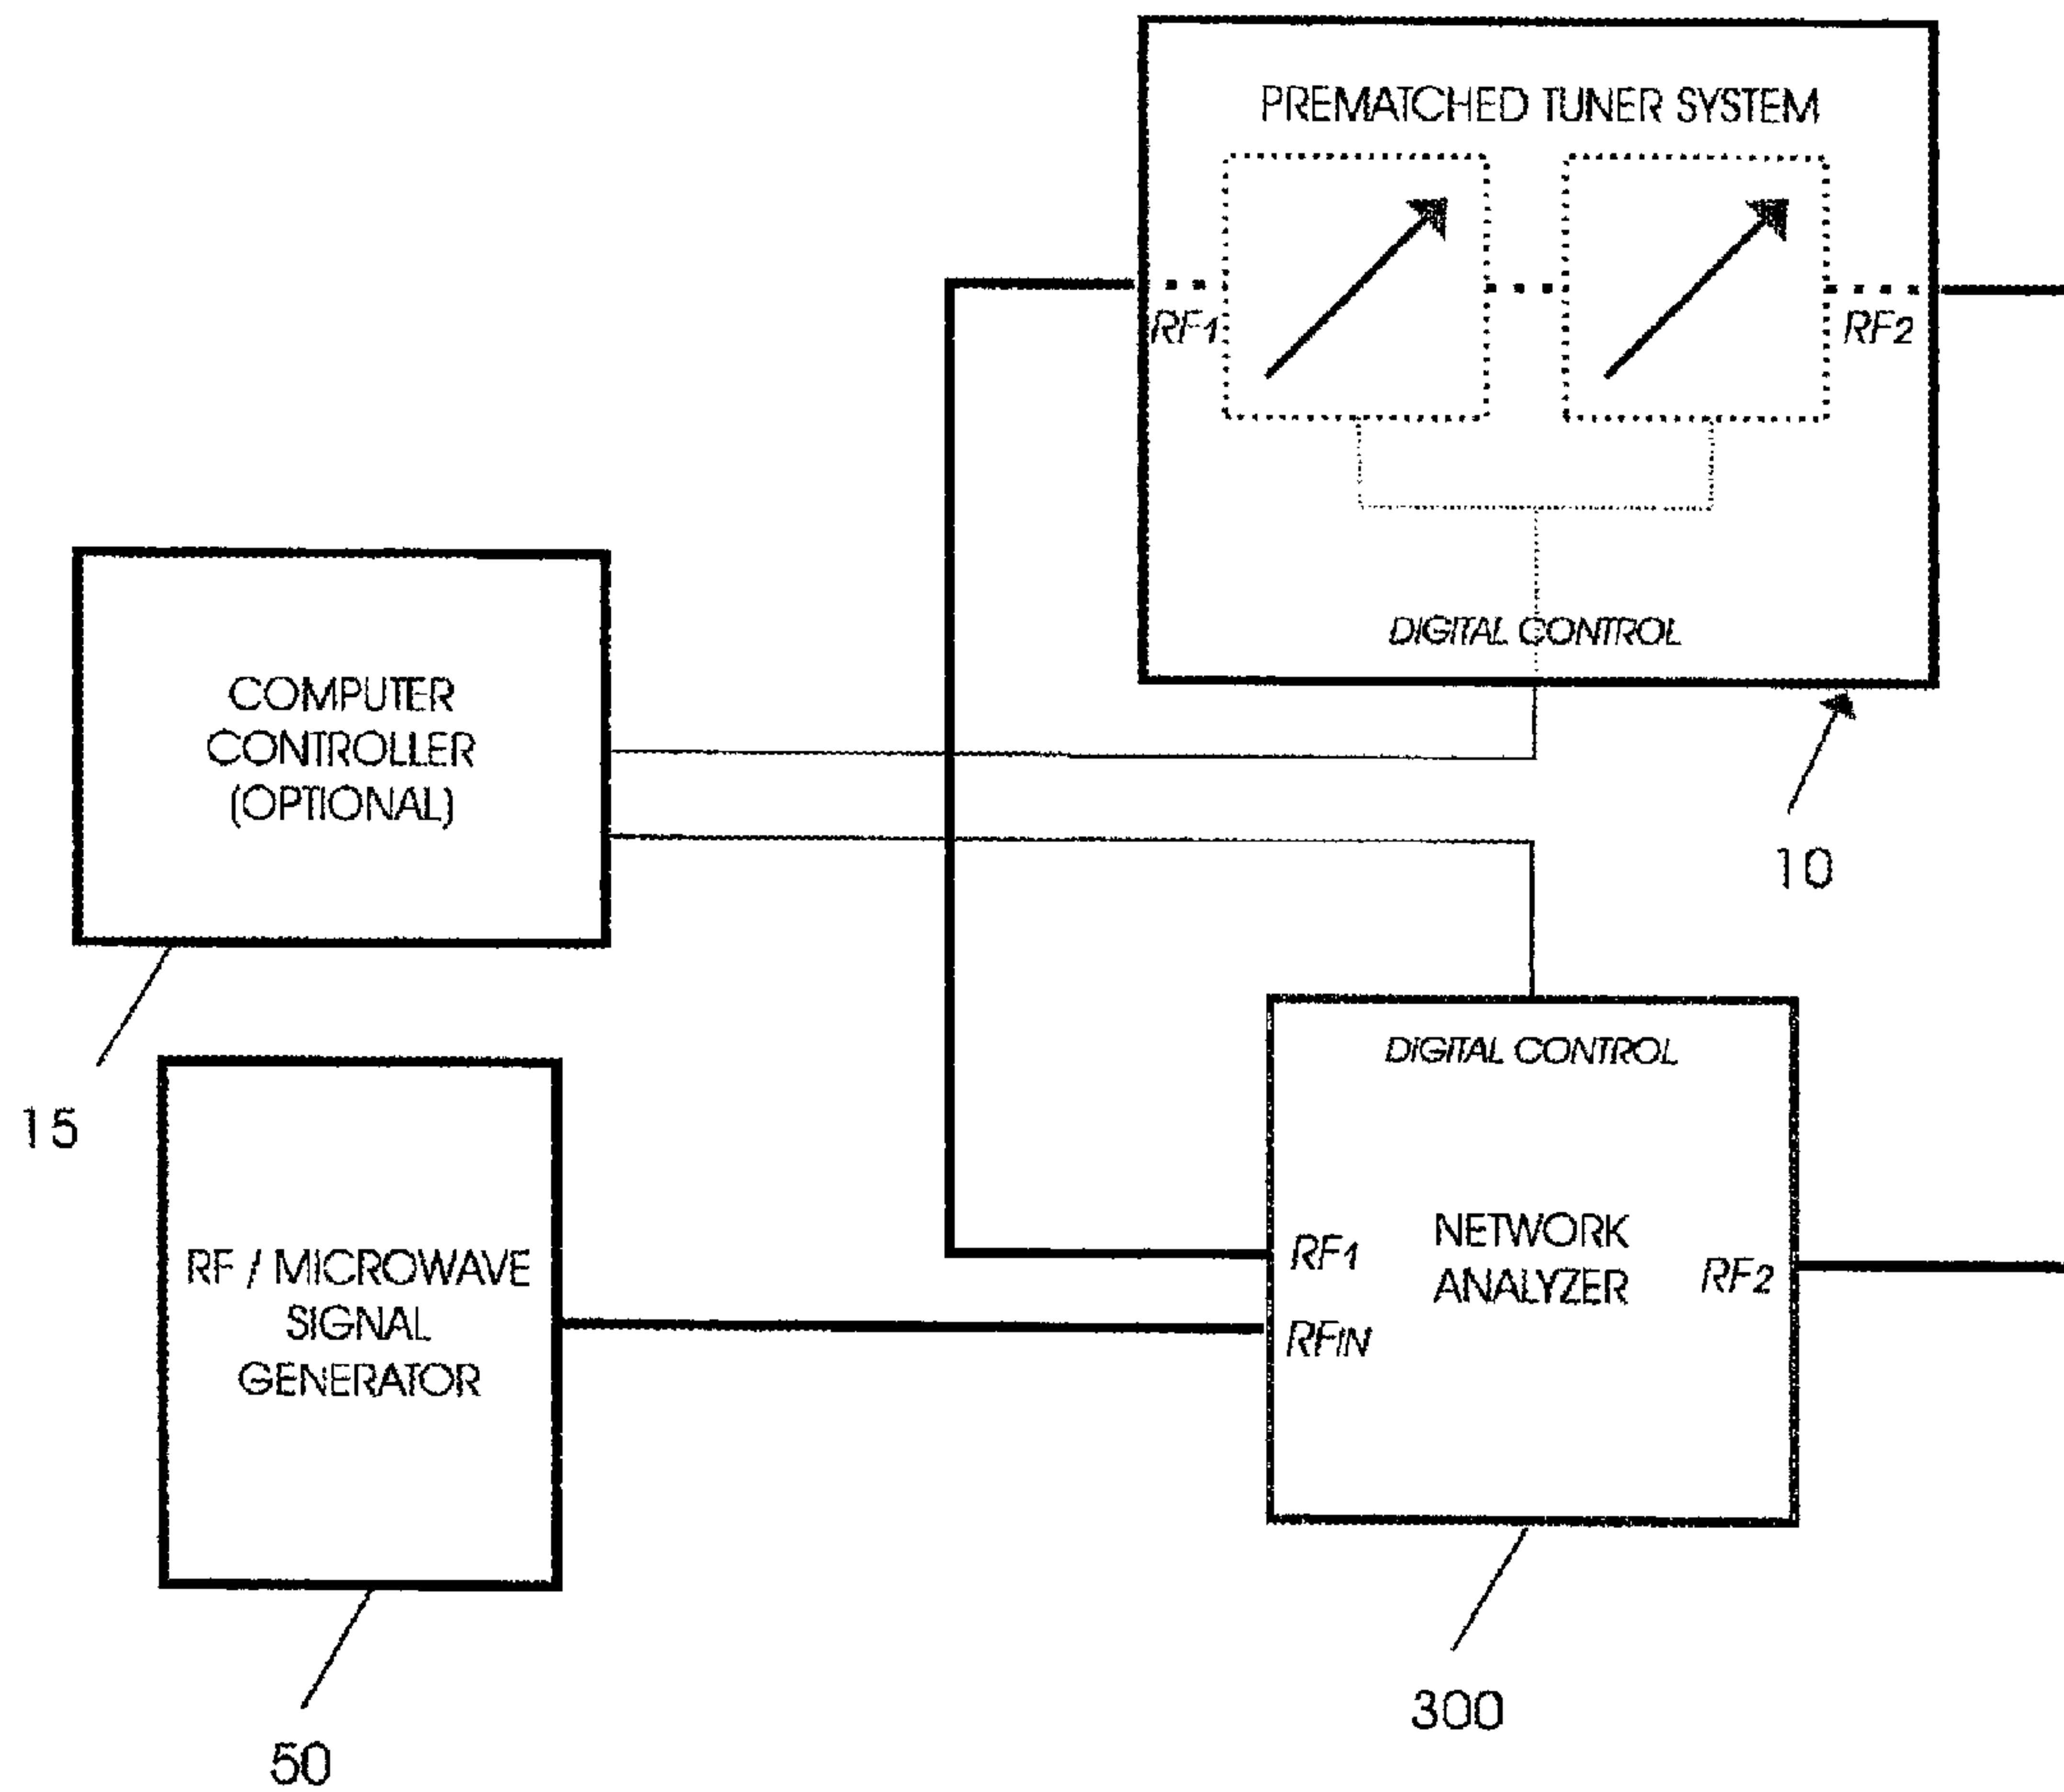 PREMATCHED TUNER SYSTEM
RF1
RF2
DIGITAL CONTROL
10
COMPUTER
CONTROLLER
(OPTIONAL)
15
DIGITAL CONTROL
NETWORK
ANALYZER
RF1
RFIN
RF2
300
RF / MICROWAVE
SIGNAL
GENERATOR
50